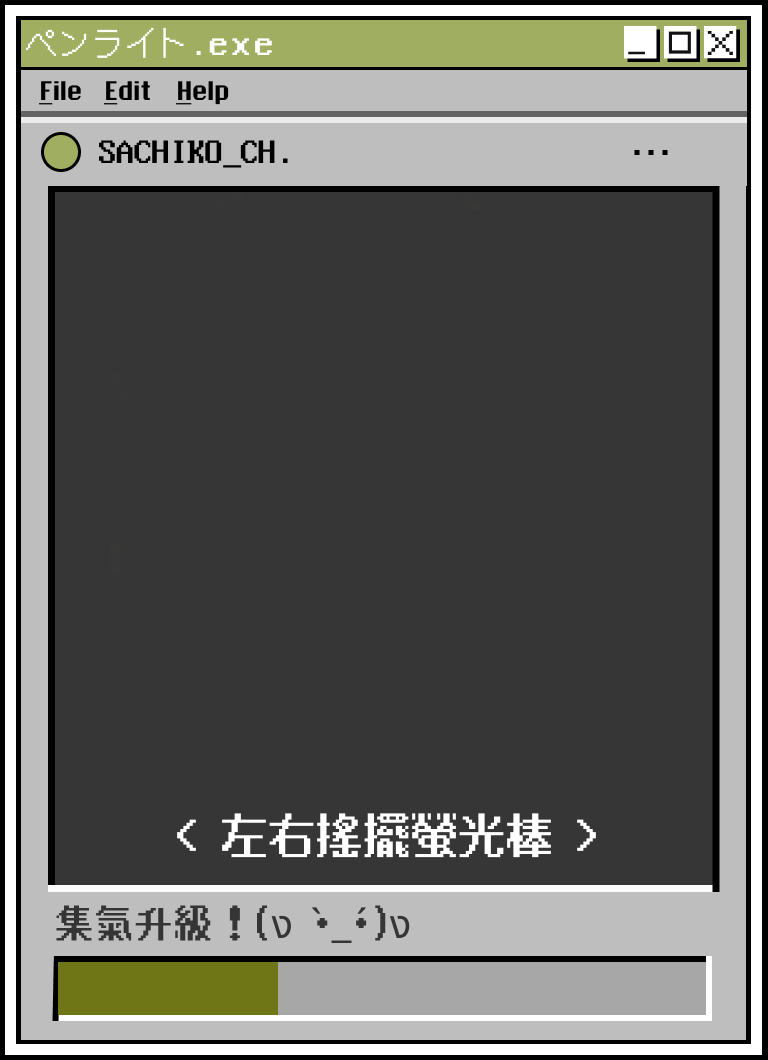 ペンライト.exe
File Edit Help
SACHIKO_CH. ...
< 左右搖擺螢光棒 >
集氣升級！(ง •̀_•́)ง